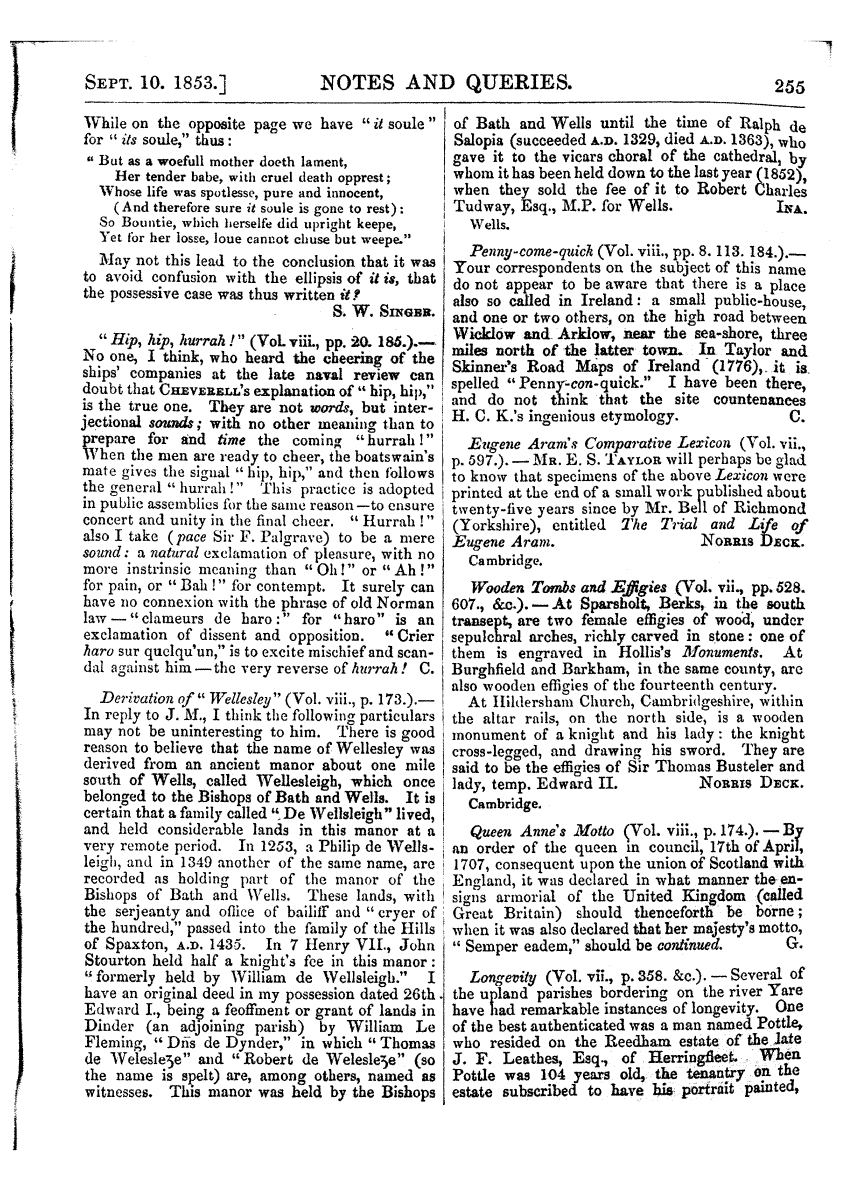 SEPT. 10. 1853.] NOTES AND QUERIES. 255
While on the opposite page we have "it soule"
for "its soule," thus:
"But as a woefull mother doeth lament,
Her tender babe, with cruel death opprest;
Whose life was spotlesse, pure and innocent,
(And therefore sure it soule is gone to rest):
So Bountie, which herselfe did upright keepe,
Yet for her losse, loue cannot chuse but weepe."
May not this lead to the conclusion that it was
to avoid confusion with the ellipsis of it is, that
the possessive case was thus written it?
S. W. SINGER.
"Hip, hip, hurrah!" (Vol. viii., pp. 20. 185.).—
No one, I think, who heard the cheering of the
ships' companies at the late naval review can
doubt that CHEVERELL's explanation of "hip, hip,"
is the true one. They are not words, but inter-
jectional sounds; with no other meaning than to
prepare for and time the coming "hurrah!"
When the men are ready to cheer, the boatswain's
mate gives the signal "hip, hip," and then follows
the general "hurrah!" This practice is adopted
in public assemblies for the same reason—to ensure
concert and unity in the final cheer. "Hurrah!"
also I take (pace Sir F. Palgrave) to be a mere
sound: a natural exclamation of pleasure, with no
more instrinsic meaning than "Oh!" or "Ah!"
for pain, or "Bah!" for contempt. It surely can
have no connexion with the phrase of old Norman
law—"clameurs de haro:" for "haro" is an
exclamation of dissent and opposition. "Crier
haro sur quelqu'un," is to excite mischief and scan-
dal against him—the very reverse of hurrah! C.
Derivation of "Wellesley" (Vol. viii., p. 173.).—
In reply to J. M., I think the following particulars
may not be uninteresting to him. There is good
reason to believe that the name of Wellesley was
derived from an ancient manor about one mile
south of Wells, called Wellesleigh, which once
belonged to the Bishops of Bath and Wells. It is
certain that a family called "De Wellsleigh" lived,
and held considerable lands in this manor at a
very remote period. In 1253, a Philip de Wells-
leigh, and in 1349 another of the same name, are
recorded as holding part of the manor of the
Bishops of Bath and Wells. These lands, with
the serjeanty and office of bailiff and "cryer of
the hundred," passed into the family of the Hills
of Spaxton, A.D. 1435. In 7 Henry VII., John
Stourton held half a knight's fee in this manor:
"formerly held by William de Wellsleigh." I
have an original deed in my possession dated 26th
Edward I., being a feoffment or grant of lands in
Dinder (an adjoining parish) by William Le
Fleming, "Dñs de Dynder," in which "Thomas
de Welesleȝe" and "Robert de Welesleȝe" (so
the name is spelt) are, among others, named as
witnesses. This manor was held by the Bishops
of Bath and Wells until the time of Ralph de
Salopia (succeeded A.D. 1329, died A.D. 1363), who
gave it to the vicars choral of the cathedral, by
whom it has been held down to the last year (1852),
when they sold the fee of it to Robert Charles
Tudway, Esq., M.P. for Wells. INA.
Wells.
Penny-come-quick (Vol. viii., pp. 8. 113. 184.).—
Your correspondents on the subject of this name
do not appear to be aware that there is a place
also so called in Ireland: a small public-house,
and one or two others, on the high road between
Wicklow and Arklow, near the sea-shore, three
miles north of the latter town. In Taylor and
Skinner's Road Maps of Ireland (1776), it is
spelled "Penny-con-quick." I have been there,
and do not think that the site countenances
H. C. K.'s ingenious etymology. C.
Eugene Aram's Comparative Lexicon (Vol. vii.,
p. 597.).—MR. E. S. TAYLOR will perhaps be glad
to know that specimens of the above Lexicon were
printed at the end of a small work published about
twenty-five years since by Mr. Bell of Richmond
(Yorkshire), entitled The Trial and Life of
Eugene Aram. NORRIS DECK.
Cambridge.
Wooden Tombs and Effigies (Vol. vii., pp. 528.
607., &c.).—At Sparsholt, Berks, in the south
transept, are two female effigies of wood, under
sepulchral arches, richly carved in stone: one of
them is engraved in Hollis's Monuments. At
Burghfield and Barkham, in the same county, are
also wooden effigies of the fourteenth century.
At Hildersham Church, Cambridgeshire, within
the altar rails, on the north side, is a wooden
monument of a knight and his lady: the knight
cross-legged, and drawing his sword. They are
said to be the effigies of Sir Thomas Busteler and
lady, temp. Edward II. NORRIS DECK.
Cambridge.
Queen Anne's Motto (Vol. viii., p. 174.).—By
an order of the queen in council, 17th of April,
1707, consequent upon the union of Scotland with
England, it was declared in what manner the en-
signs armorial of the United Kingdom (called
Great Britain) should thenceforth be borne;
when it was also declared that her majesty's motto,
"Semper eadem," should be continued. G.
Longevity (Vol. vii., p. 358. &c.).—Several of
the upland parishes bordering on the river Yare
have had remarkable instances of longevity. One
of the best authenticated was a man named Pottle,
who resided on the Reedham estate of the late
J. F. Leathes, Esq., of Herringfleet. When
Pottle was 104 years old, the tenantry on the
estate subscribed to have his portrait painted,